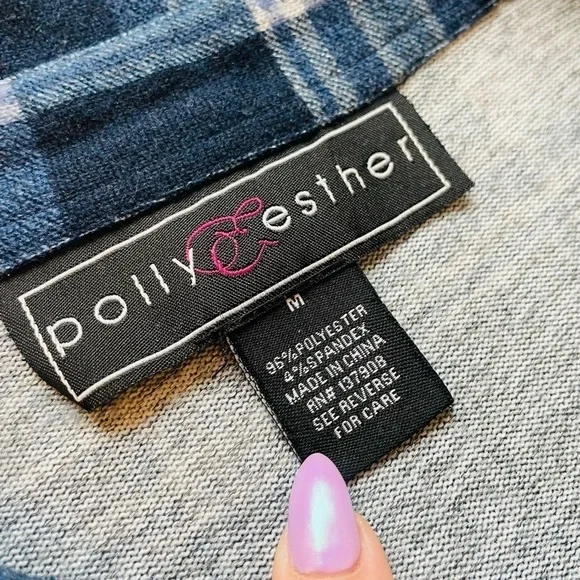 polly & esther
M
96% POLYESTER
4% SPANDEX
MADE IN CHINA
RN# 137908
SEE REVERSE
FOR CARE